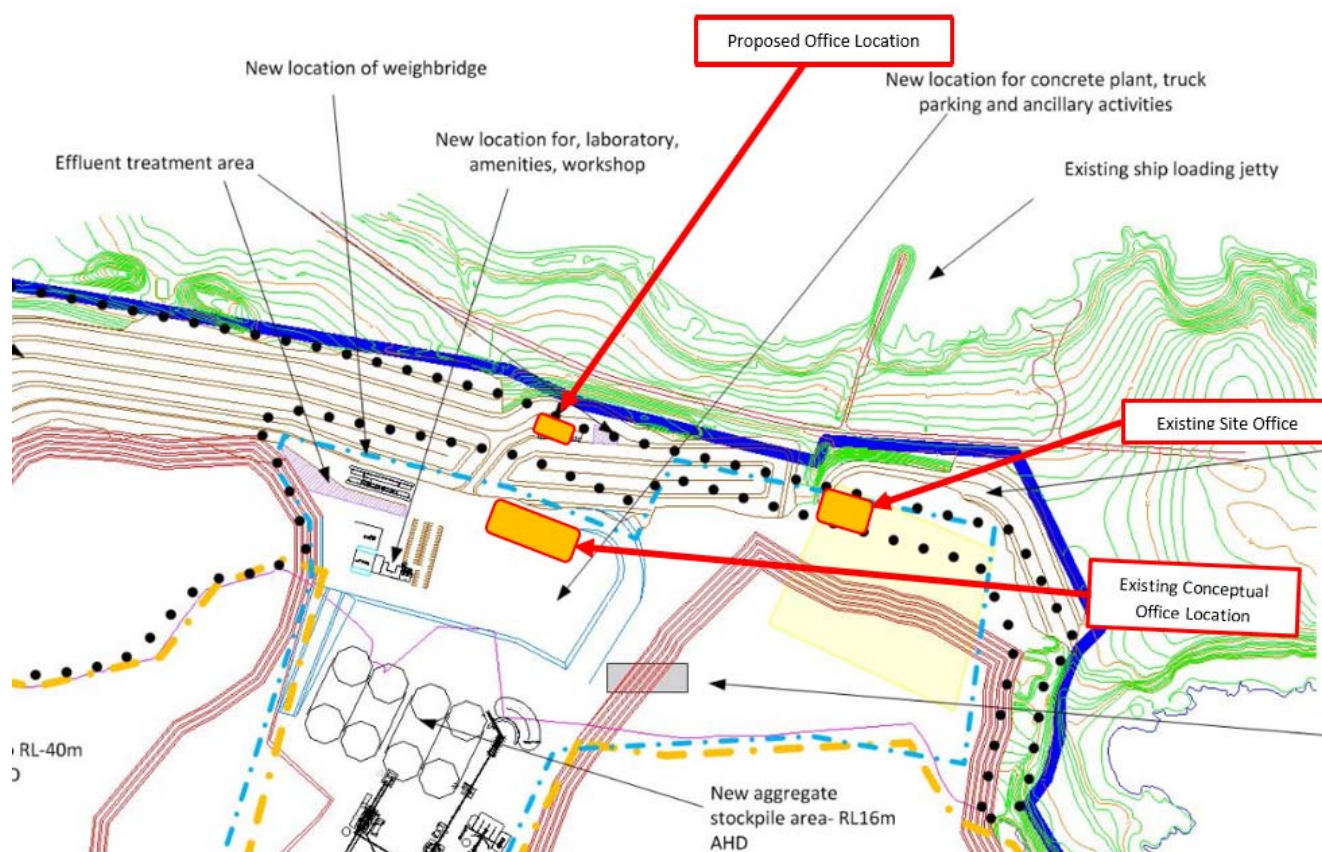 Proposed Office Location
New location of weighbridge
New location for concrete plant, truck
parking and ancillary activities
New location for, laboratory,
amenities, workshop
Effluent treatment area
Existing ship loading jetty
Existing Site Office
Existing Conceptual
Office Location
RL-40m
New aggregate
stockpile area- RL16m
AHD